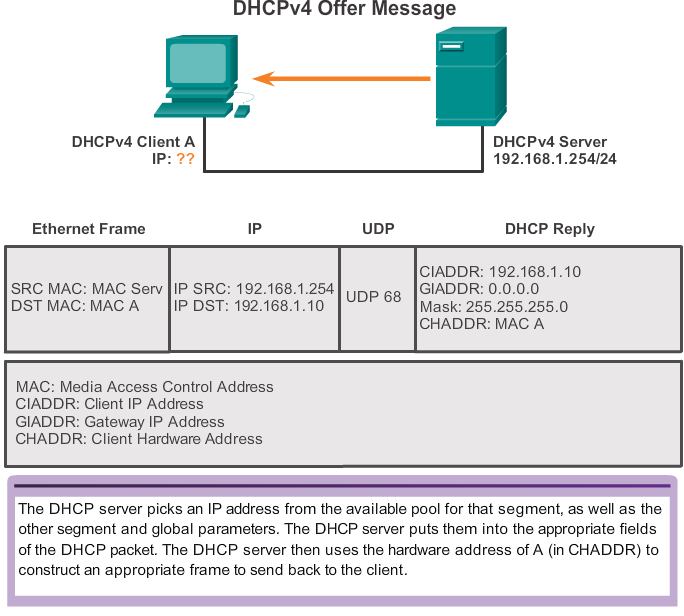 DHCPv4 Offer Message
DHCPv4 Client A
IP: ??
DHCPv4 Server
192.168.1.254/24
Ethernet Frame
IP
UDP
DHCP Reply
SRC MAC: MAC Serv
DST MAC: MAC A
IP SRC: 192.168.1.254
IP DST: 192.168.1.10
UDP 68
CIADDR: 192.168.1.10
GIADDR: 0.0.0.0
Mask: 255.255.255.0
CHADDR: MAC A
MAC: Media Access Control Address
CIADDR: Client IP Address
GIADDR: Gateway IP Address
CHADDR: Client Hardware Address
The DHCP server picks an IP address from the available pool for that segment, as well as the
other segment and global parameters. The DHCP server puts them into the appropriate fields
of the DHCP packet. The DHCP server then uses the hardware address of A (in CHADDR) to
construct an appropriate frame to send back to the client.